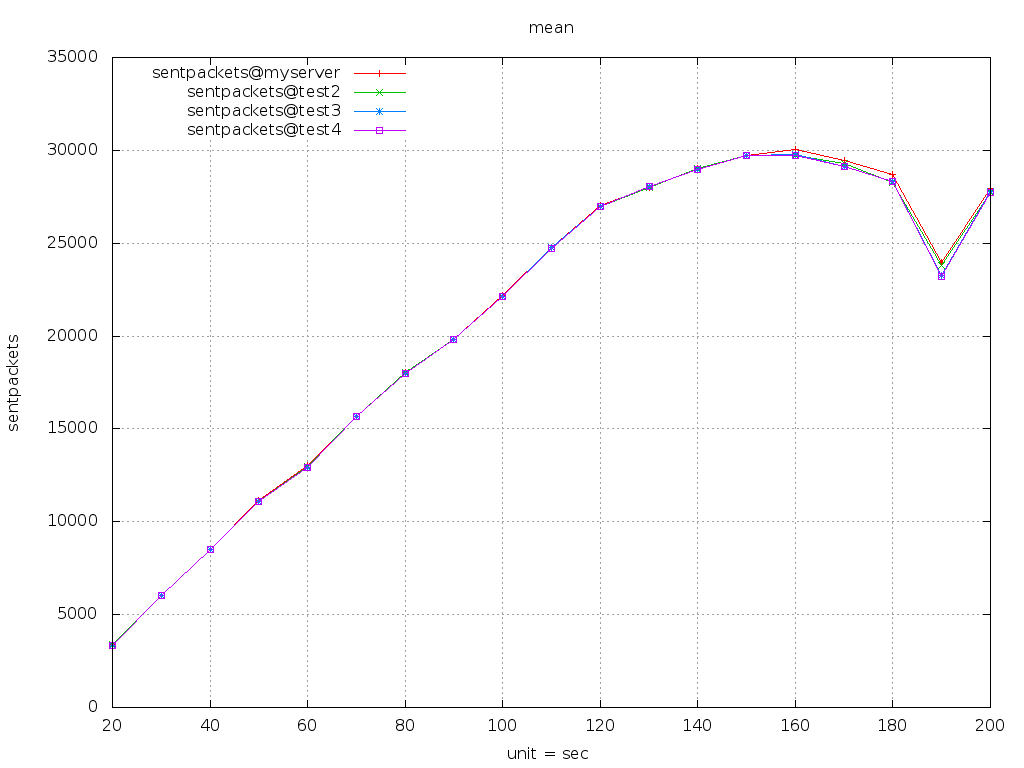 mean
35000
30000
25000
20000
15000
10000
5000
0
sentpackets
sentpackets@myserver
sentpackets@test2
sentpackets@test3
sentpackets@test4
20 40 60 80 100 120 140 160 180 200
unit = sec